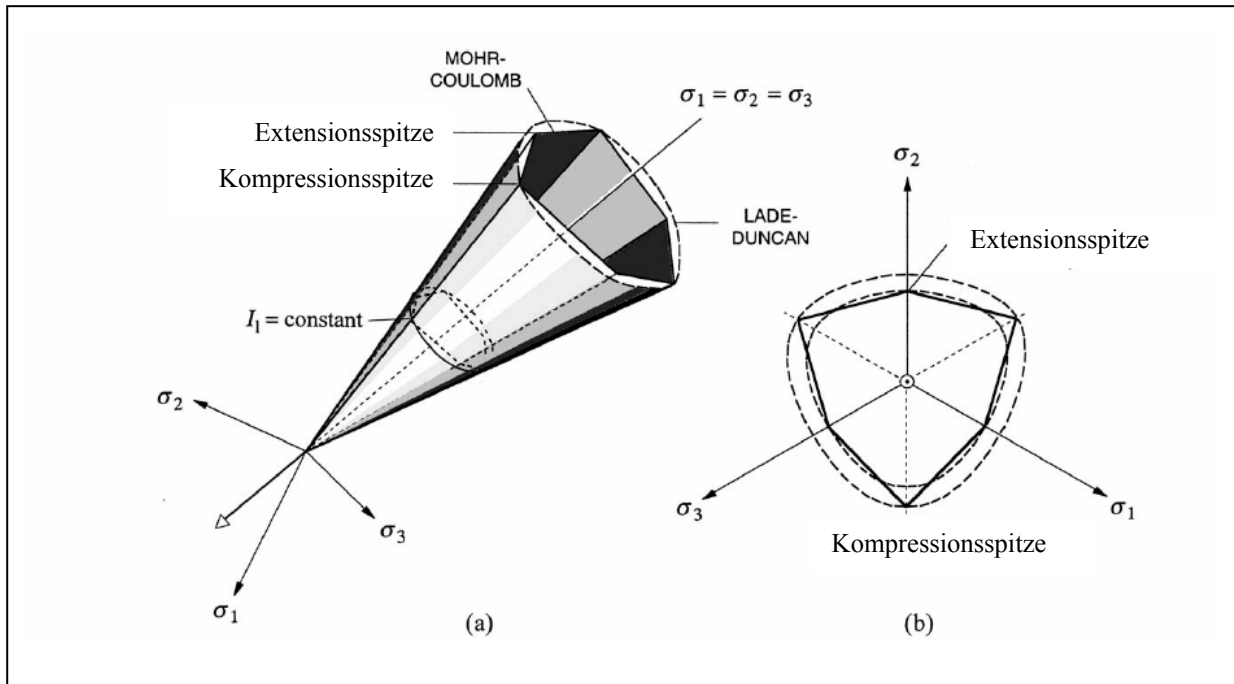 MOHR-
COULOMB
σ₁ = σ₂ = σ₃
Extensionsspitze
Kompressionsspitze
LADE-
DUNCAN
I₁ = constant
σ₂
σ₃
σ₁
(a)
σ₂
Extensionsspitze
σ₃
σ₁
Kompressionsspitze
(b)